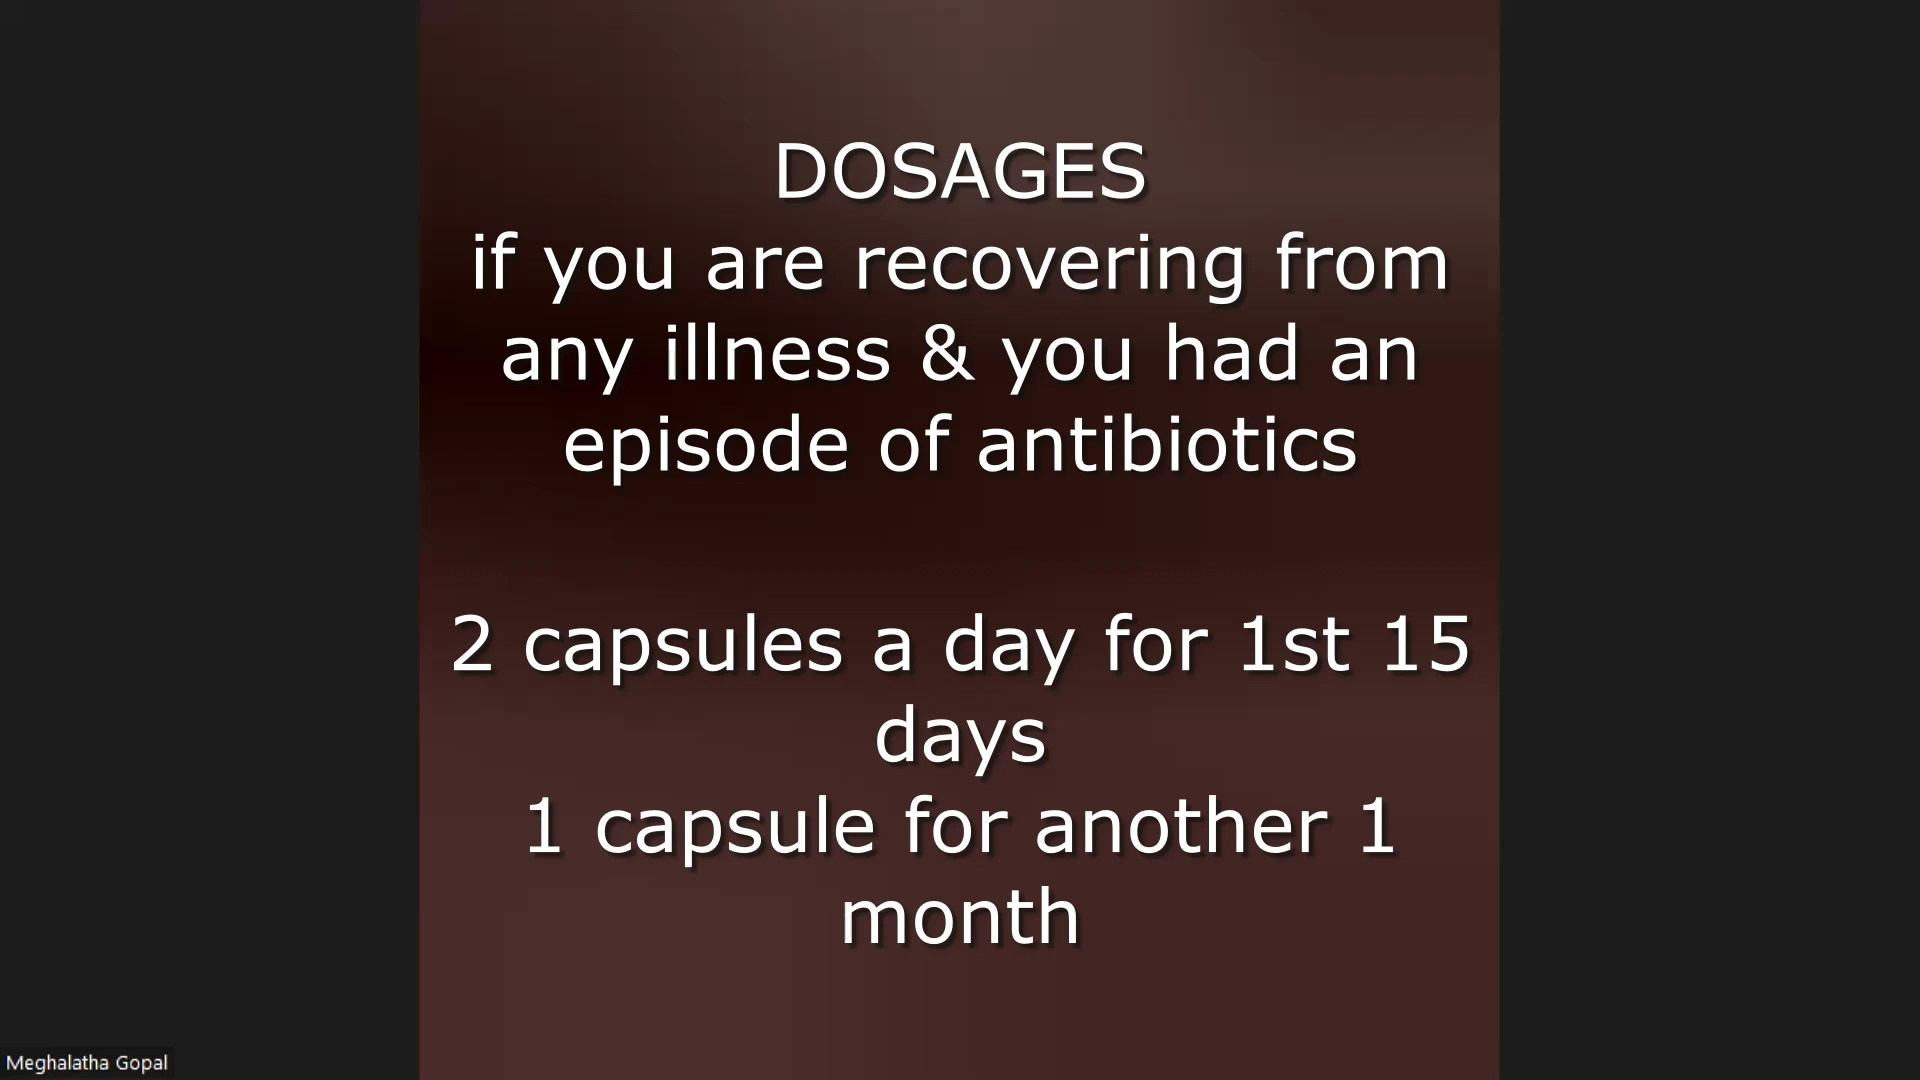 DOSAGES
if you are recovering from
any illness & you had an
episode of antibiotics
2 capsules a day for 1st 15
days
1 capsule for another 1
month
Meghalatha Gopal